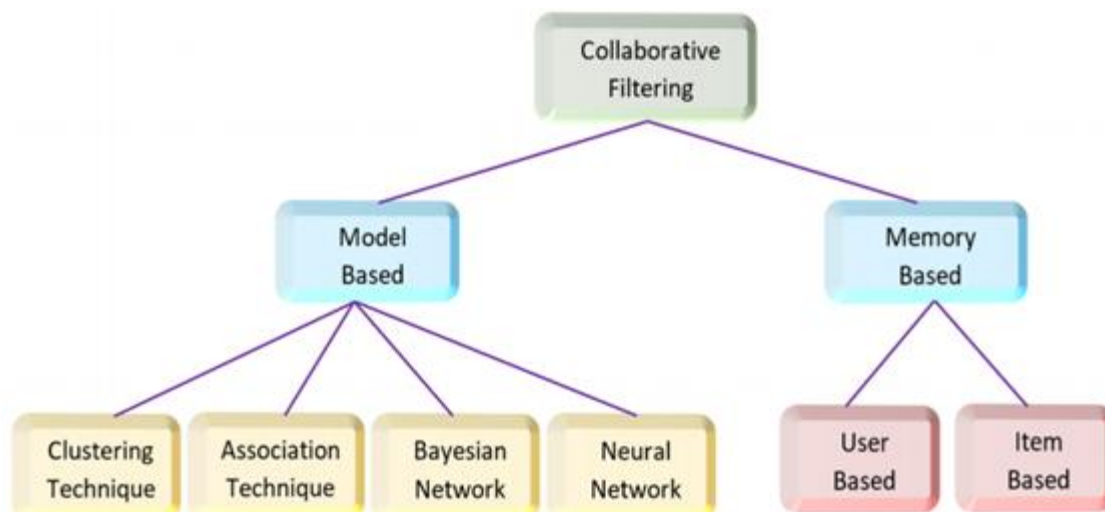 Collaborative
Filtering
Model
Based
Memory
Based
Clustering
Technique
Association
Technique
Bayesian
Network
Neural
Network
User
Based
Item
Based